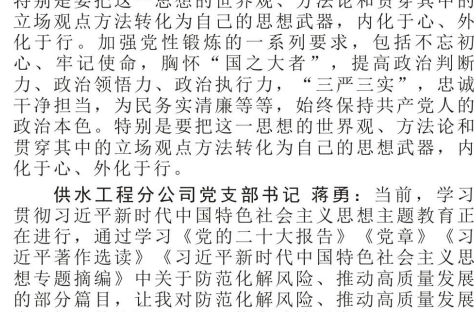 特别是要把这一思想的世界观、方法论和贯穿其中的
立场观点方法转化为自己的思想武器，内化于心、外
化于行。加强党性锻炼的一系列要求，包括不忘初
心、牢记使命，胸怀“国之大者”，提高政治判断
力、政治领悟力、政治执行力，“三严三实”，忠诚
干净担当，为民务实清廉等等，始终保持共产党人的
政治本色。特别是要把这一思想的世界观、方法论和
贯穿其中的立场观点方法转化为自己的思想武器，内
化于心、外化于行。
供水工程分公司党支部书记 蒋勇：当前，学习
贯彻习近平新时代中国特色社会主义思想主题教育正
在进行，通过学习《党的二十大报告》《党章》《习
近平著作选读》《习近平新时代中国特色社会主义思
想专题摘编》中关于防范化解风险、推动高质量发展
的部分篇目，让我对防范化解风险、推动高质量发展